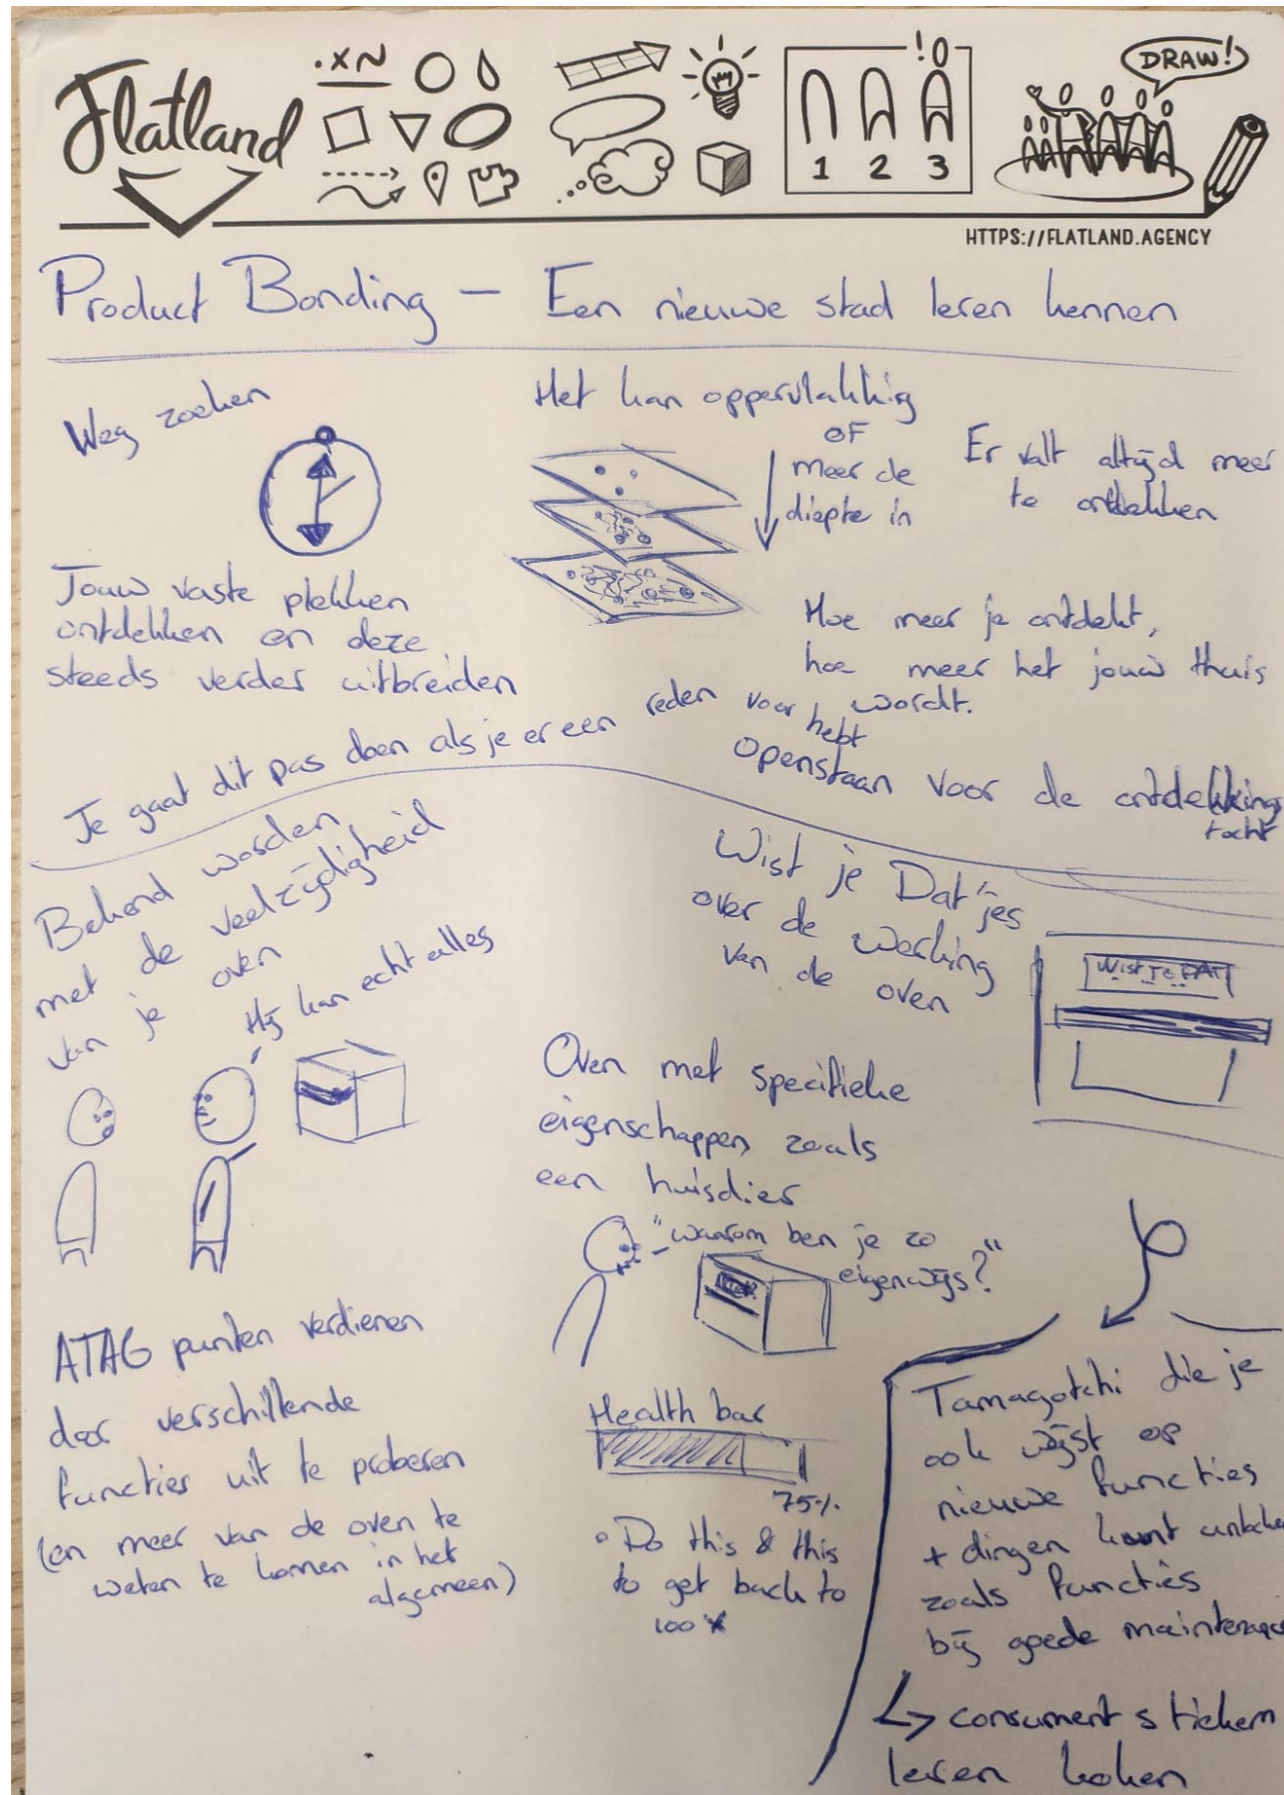 Flatland
.XN
1 2 3
DRAW!
HTTPS://FLATLAND.AGENCY
Product Bonding — Een nieuwe stad leren kennen
Weg zoeken
Jouw vaste plekken
ontdekken en deze
steeds verder uitbreiden
Het kan oppervlakkig
OF
meer de
diepte in
Er valt altijd meer
te ontdekken
Hoe meer je ontdekt,
hoe meer het jouw thuis
wordt.
Je gaat dit pas doen als je er een reden voor hebt
openstaan voor de ontdekkings
tocht
Bekend worden
met de veelzijdigheid
van je oven
Hij kan echt alles
Wist je Dat'jes
over de werking
van de oven
WIST JE DAT
Oven met specifieke
eigenschappen zoals
een huisdier
"waarom ben je zo
eigenwijs?"
ATAG punten verdienen
door verschillende
functies uit te proberen
(en meer van de oven te
weten te komen in het
algemeen)
Health bar
75%
• Do this & this
to get back to
100%
Tamagotchi die je
ook wijst op
nieuwe functies
+ dingen kunt
zoals functies
bij goede maintenance
↳ consument stiekem
leren koken